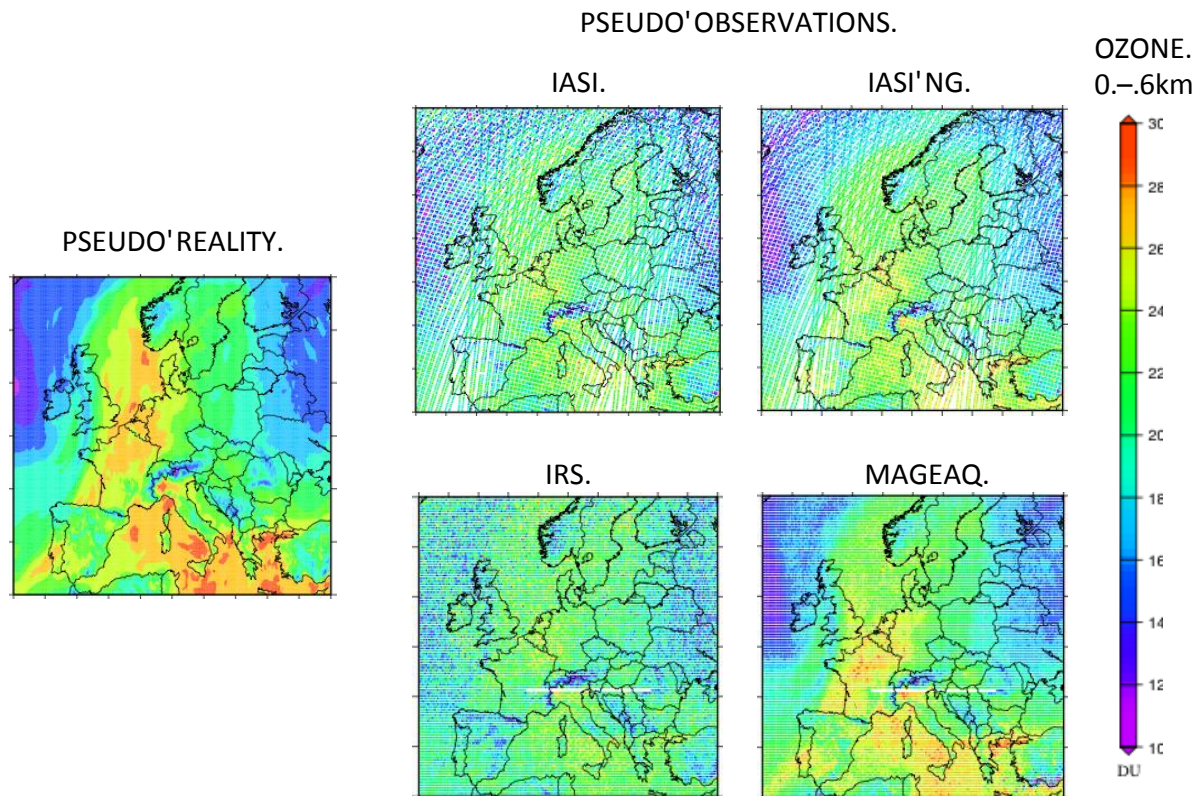 PSEUDO'OBSERVATIONS.
OZONE.
0.–.6km
IASI.
IASI'NG.
PSEUDO'REALITY.
IRS.
MAGEAQ.
30
28
26
24
22
20
18
16
14
12
10
DU